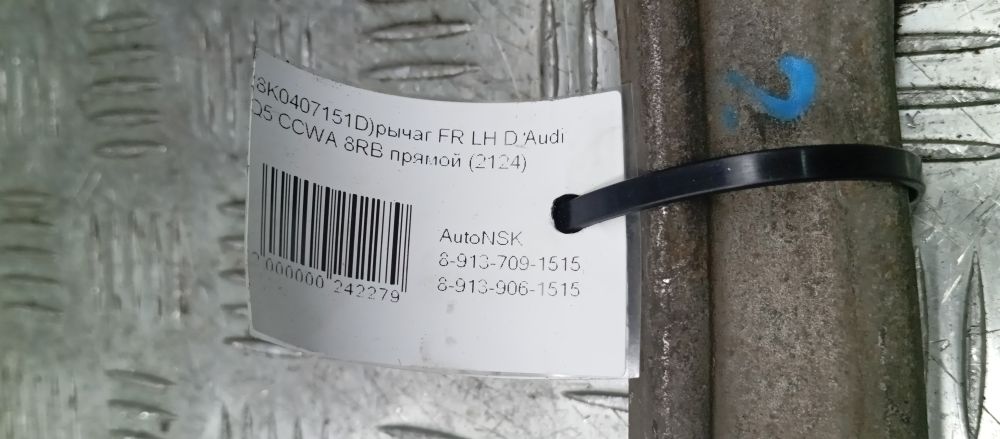 (8K0407151D)рычаг FR LH D Audi
Q5 CCWA 8RB прямой (2124)
AutoNSK
8-913-709-1515
8-913-906-1515
2 000000 242279